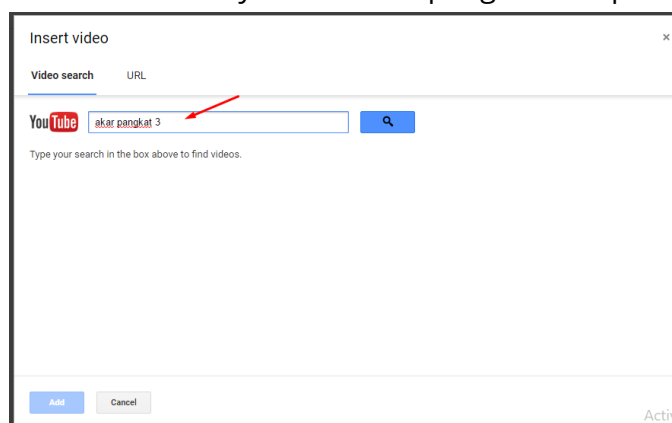 Insert video
×
Video search URL
YouTube akar pangkat 3
Type your search in the box above to find videos.
Add Cancel